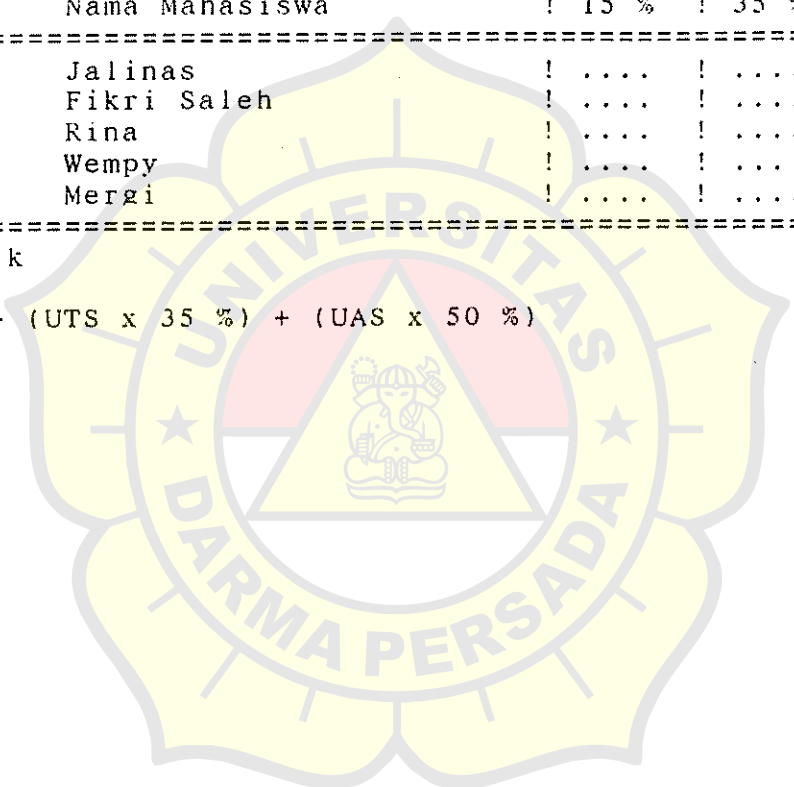 Nama Mahasiswa ! 15 % ! 35 %
==================================================
Jalinas ! .... ! ....
Fikri Saleh ! .... ! ....
Rina ! .... ! ....
Wempy ! .... ! ...
Mergi ! .... ! ....
==================================================
k
(UTS x 35 %) + (UAS x 50 %)
UNIVERSITAS
DARMA PERSADA